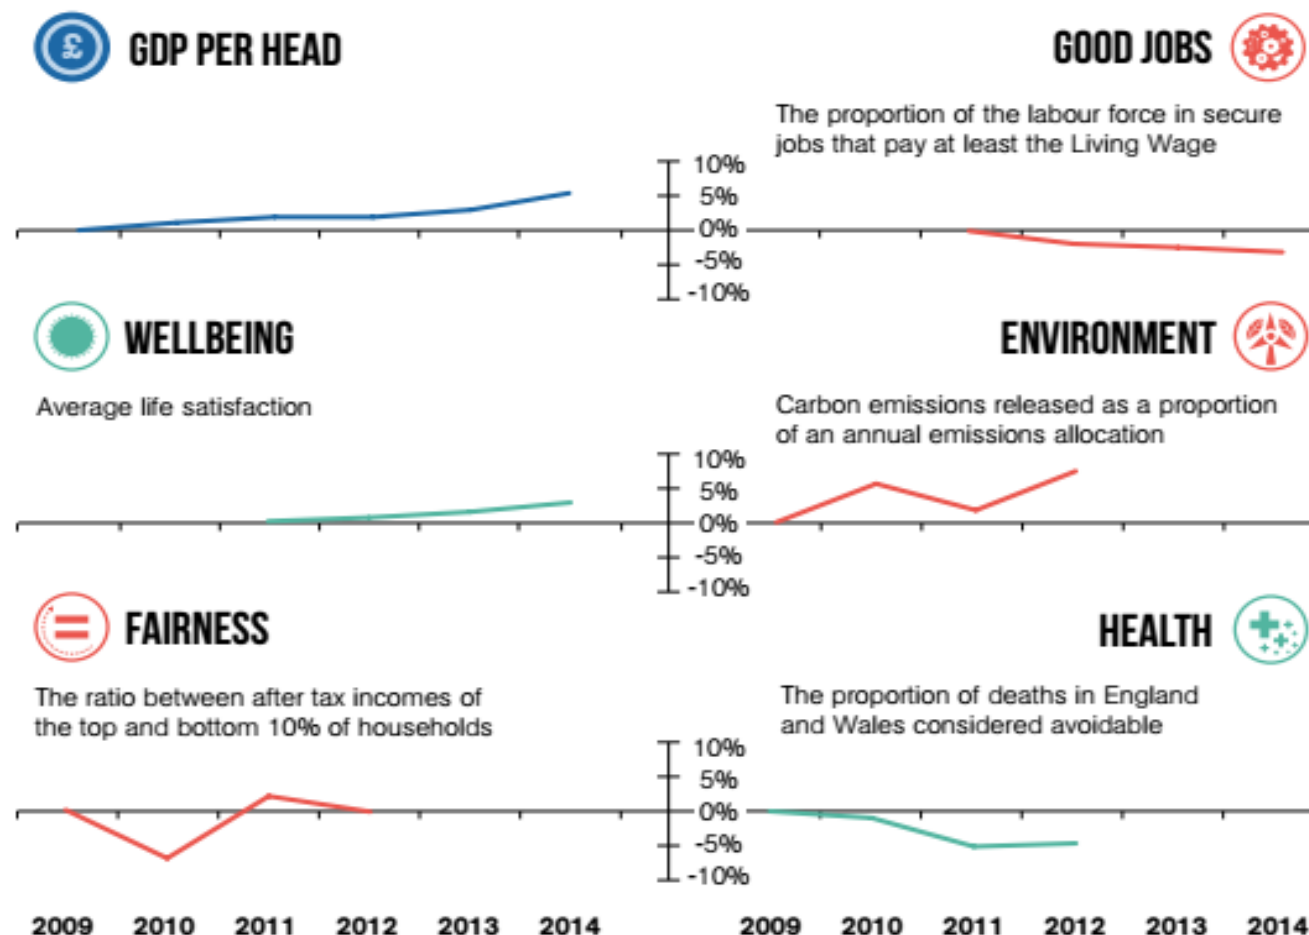 £ GDP PER HEAD
GOOD JOBS
The proportion of the labour force in secure
jobs that pay at least the Living Wage
10%
5%
0%
-5%
-10%
WELLBEING
Average life satisfaction
ENVIRONMENT
Carbon emissions released as a proportion
of an annual emissions allocation
10%
5%
0%
-5%
-10%
FAIRNESS
The ratio between after tax incomes of
the top and bottom 10% of households
HEALTH
The proportion of deaths in England
and Wales considered avoidable
10%
5%
0%
-5%
-10%
2009 2010 2011 2012 2013 2014
2009 2010 2011 2012 2013 2014